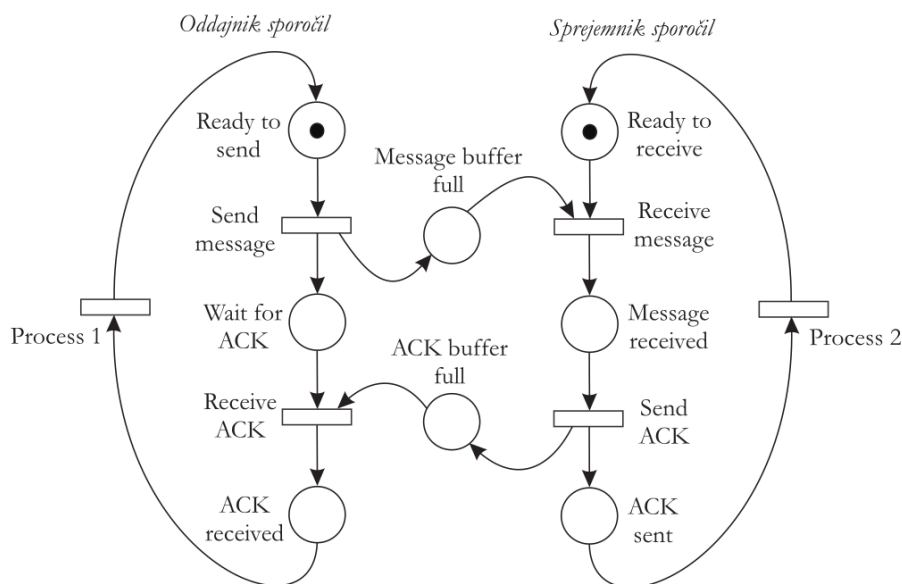 Oddajnik sporočil
Sprejemnik sporočil
Ready to
send
Message buffer
full
Ready to
receive
Send
message
Receive
message
Process 1
Wait for
ACK
ACK buffer
full
Message
received
Process 2
Receive
ACK
Send
ACK
ACK
received
ACK
sent